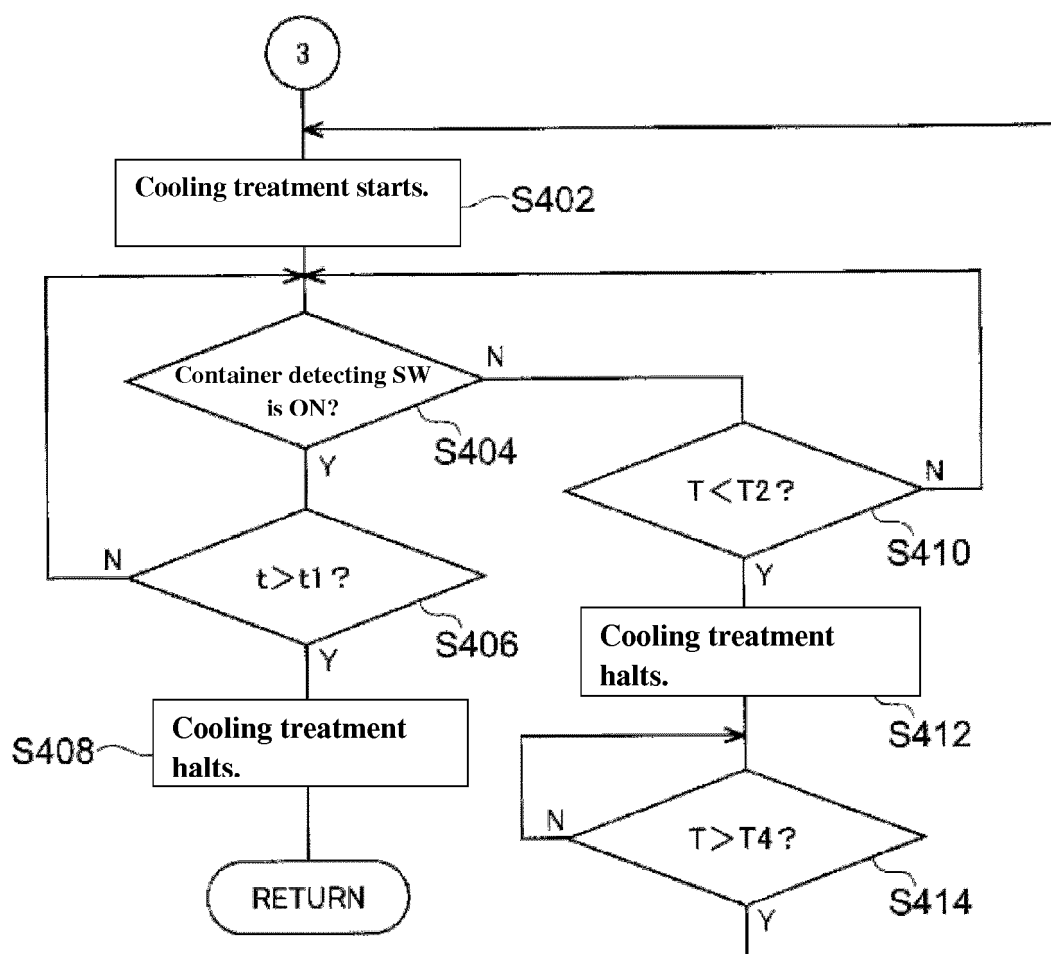 3
Cooling treatment starts.
S402
Container detecting SW
is ON?
N
S404
Y
T<T2?
N
S410
Y
t>t1?
N
S406
Y
Cooling treatment
halts.
S412
Cooling treatment
halts.
S408
T>T4?
N
S414
Y
RETURN